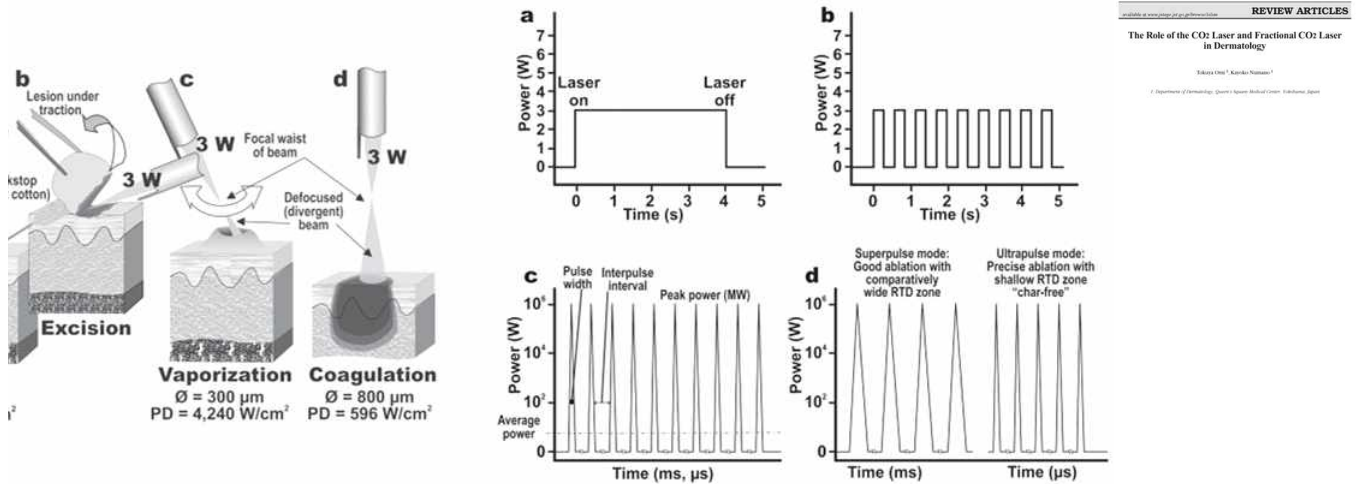 b
c
d
Lesion under
traction
3 W
Focal waist
of beam
3 W
3 W
kstop
cotton)
Defocused
(divergent)
beam
Excision
Vaporization
Ø = 300 µm
PD = 4,240 W/cm²
Coagulation
Ø = 800 µm
PD = 596 W/cm²
a
Power (W)
7
6
5
4
3
2
1
0
Laser
on
Laser
off
0 1 2 3 4 5
Time (s)
b
Power (W)
7
6
5
4
3
2
1
0
0 1 2 3 4 5
Time (s)
c
Pulse
width
Interpulse
interval
Peak power (MW)
Power (W)
10⁶
10⁴
10²
Average
power
0
Time (ms, µs)
d
Superpulse mode:
Good ablation with
comparatively
wide RTD zone
Ultrapulse mode:
Precise ablation with
shallow RTD zone
"char-free"
Power (W)
10⁶
10⁴
10²
0
Time (ms)
Time (µs)
REVIEW ARTICLES
The Role of the CO2 Laser and Fractional CO2 Laser
in Dermatology